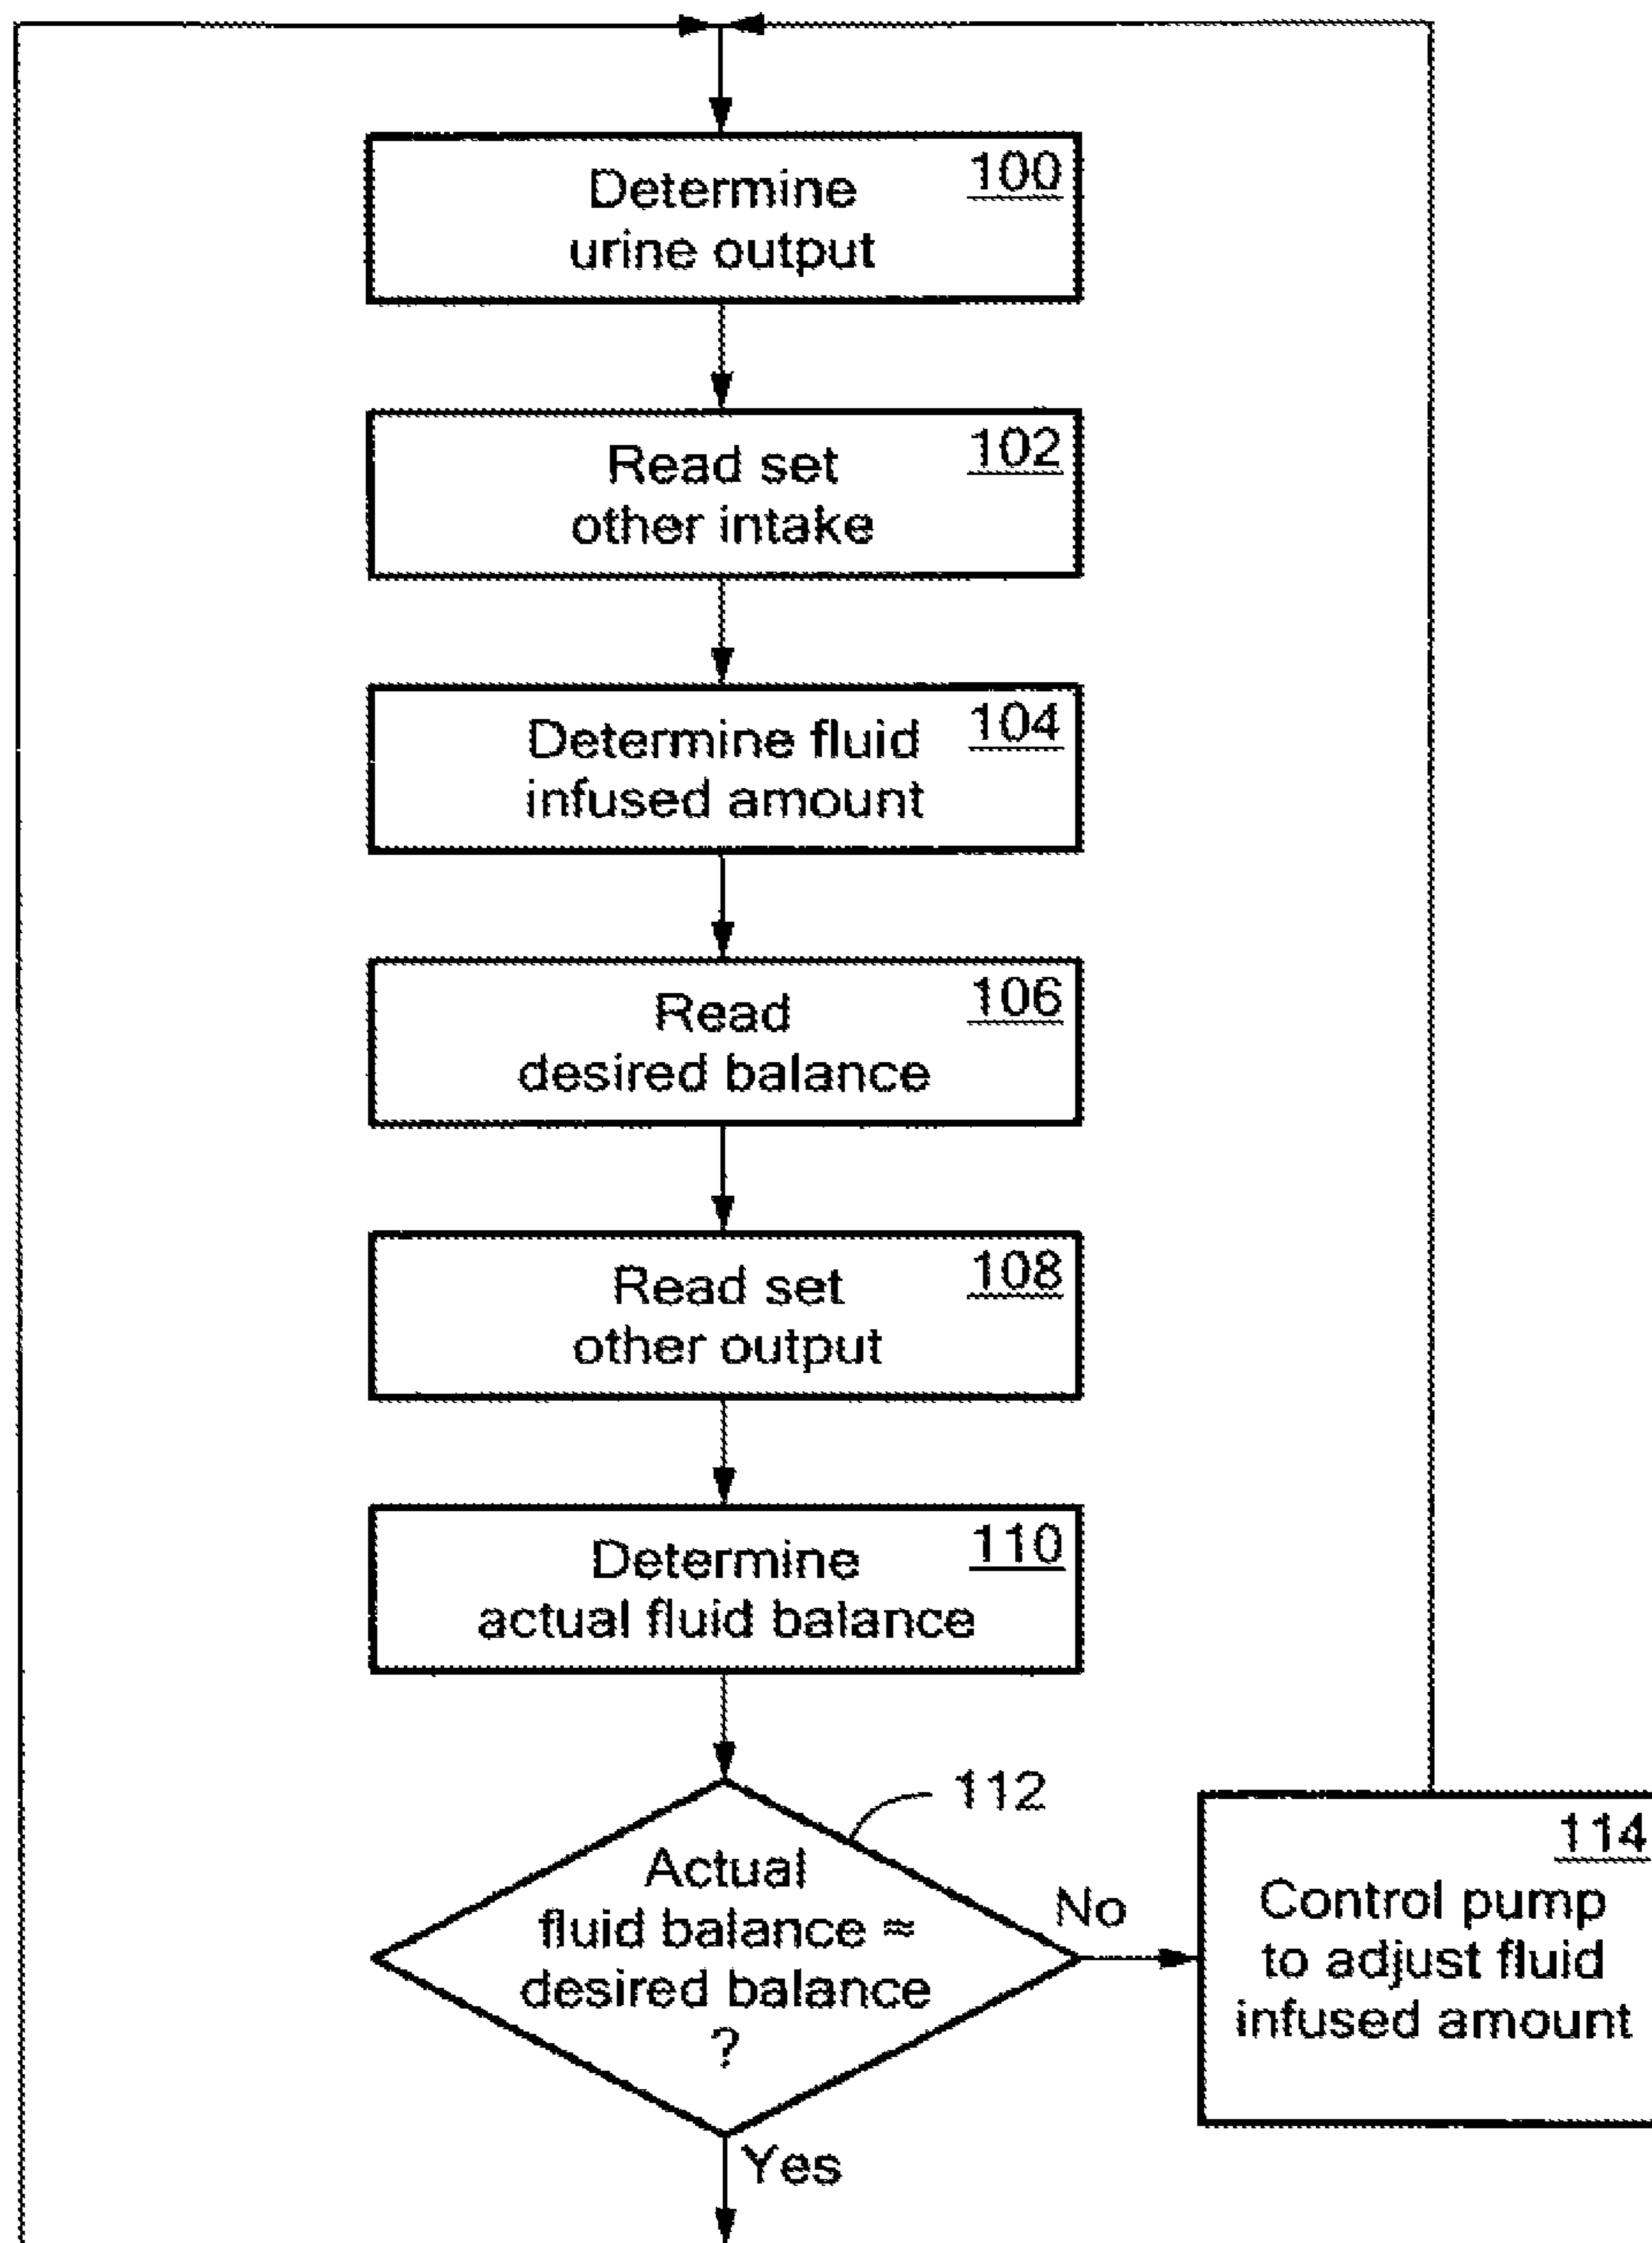 100
Determine
urine output
102
Read set
other intake
104
Determine fluid
infused amount
106
Read
desired balance
108
Read set
other output
110
Determine
actual fluid balance
112
Actual
fluid balance ≈
desired balance
?
No
Yes
114
Control pump
to adjust fluid
infused amount